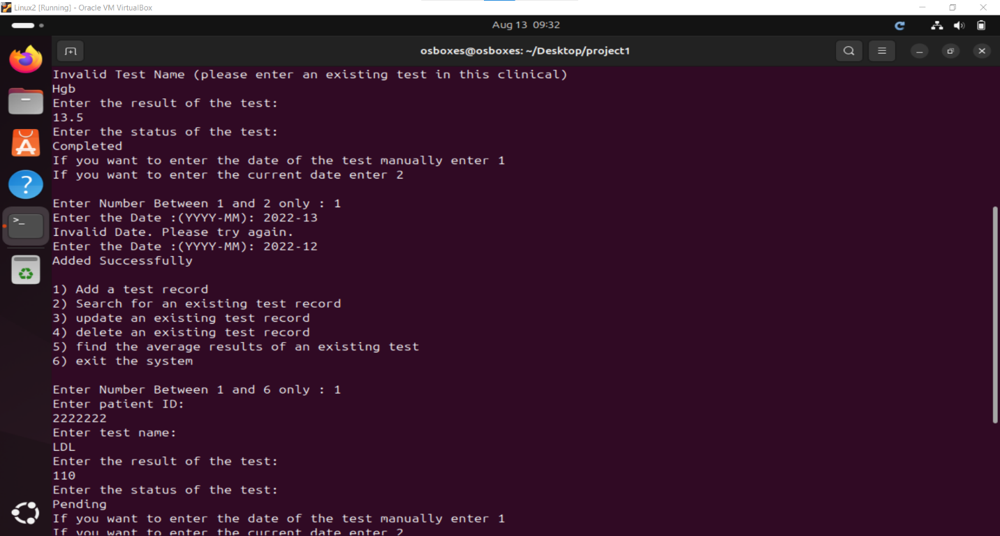 Linux2 [Running] - Oracle VM VirtualBox
Aug 13 09:32
osboxes@osboxes: ~/Desktop/project1
Invalid Test Name (please enter an existing test in this clinical)
Hgb
Enter the result of the test:
13.5
Enter the status of the test:
Completed
If you want to enter the date of the test manually enter 1
If you want to enter the current date enter 2
Enter Number Between 1 and 2 only : 1
Enter the Date :(YYYY-MM): 2022-13
Invalid Date. Please try again.
Enter the Date :(YYYY-MM): 2022-12
Added Successfully
1) Add a test record
2) Search for an existing test record
3) update an existing test record
4) delete an existing test record
5) find the average results of an existing test
6) exit the system
Enter Number Between 1 and 6 only : 1
Enter patient ID:
2222222
Enter test name:
LDL
Enter the result of the test:
110
Enter the status of the test:
Pending
If you want to enter the date of the test manually enter 1
If you want to enter the current date enter 2